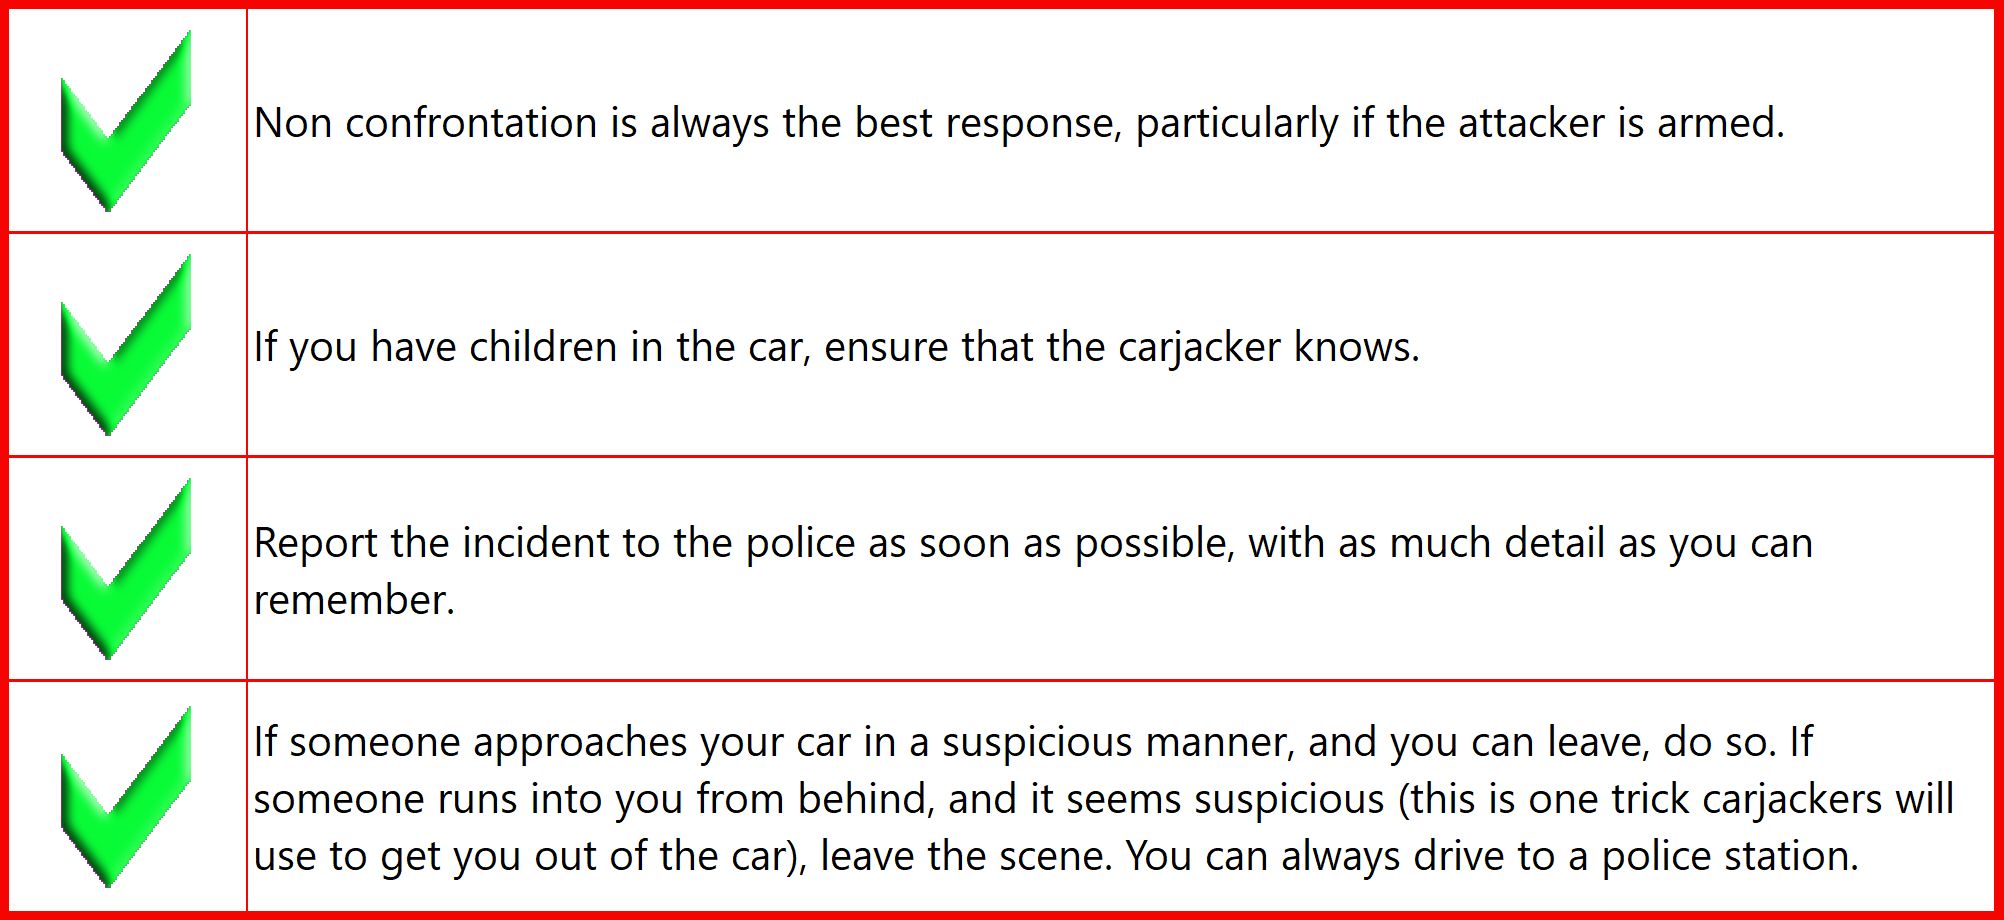 Non confrontation is always the best response, particularly if the attacker is armed.
If you have children in the car, ensure that the carjacker knows.
Report the incident to the police as soon as possible, with as much detail as you can
remember.
If someone approaches your car in a suspicious manner, and you can leave, do so. If
someone runs into you from behind, and it seems suspicious (this is one trick carjackers will
use to get you out of the car), leave the scene. You can always drive to a police station.